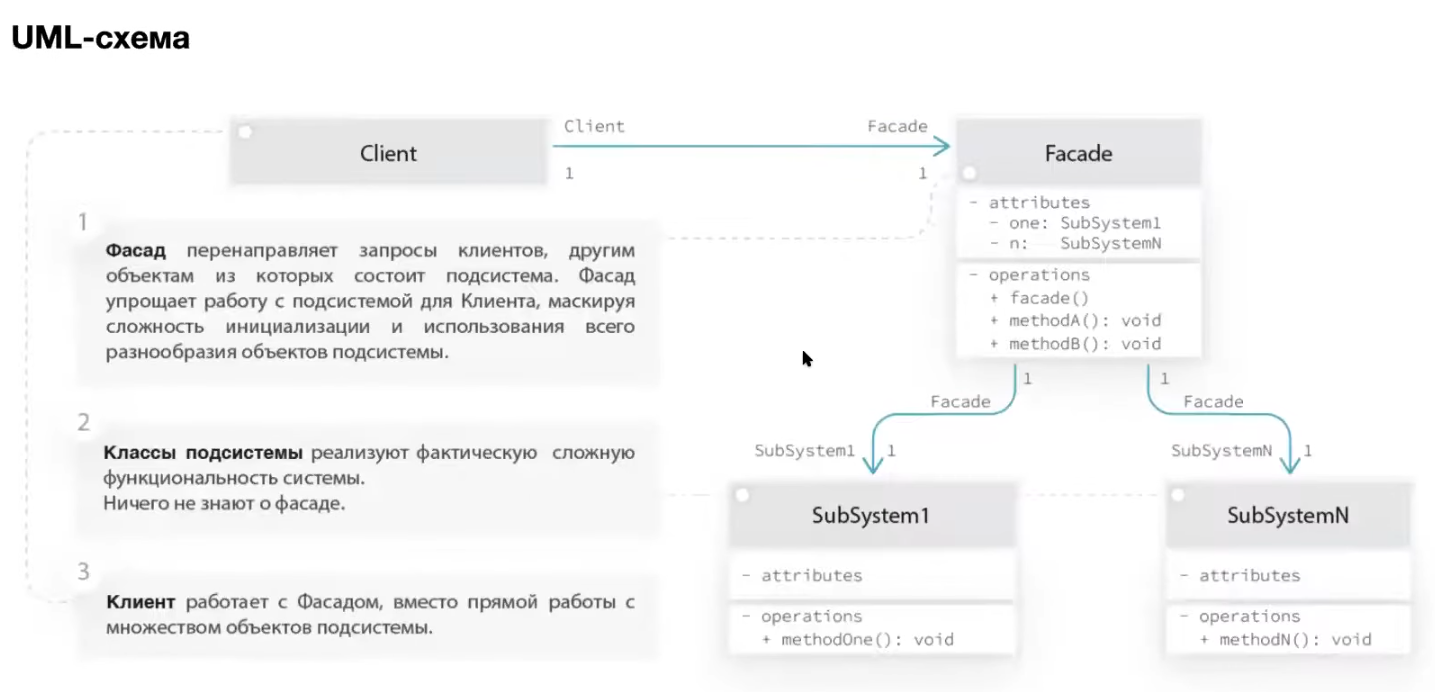 UML-схема
Client
Client
Facade
1
1
Facade
- attributes
- one: SubSystem1
- n: SubSystemN
- operations
+ facade()
+ methodA(): void
+ methodB(): void
1
Фасад перенаправляет запросы клиентов, другим
объектам из которых состоит подсистема. Фасад
упрощает работу с подсистемой для Клиента, маскируя
сложность инициализации и использования всего
разнообразия объектов подсистемы.
2
Классы подсистемы реализуют фактическую сложную
функциональность системы.
Ничего не знают о фасаде.
3
Клиент работает с Фасадом, вместо прямой работы с
множеством объектов подсистемы.
1
Facade
SubSystem1
1
1
Facade
SubSystemN
1
SubSystem1
- attributes
- operations
+ methodOne(): void
SubSystemN
- attributes
- operations
+ methodN(): void